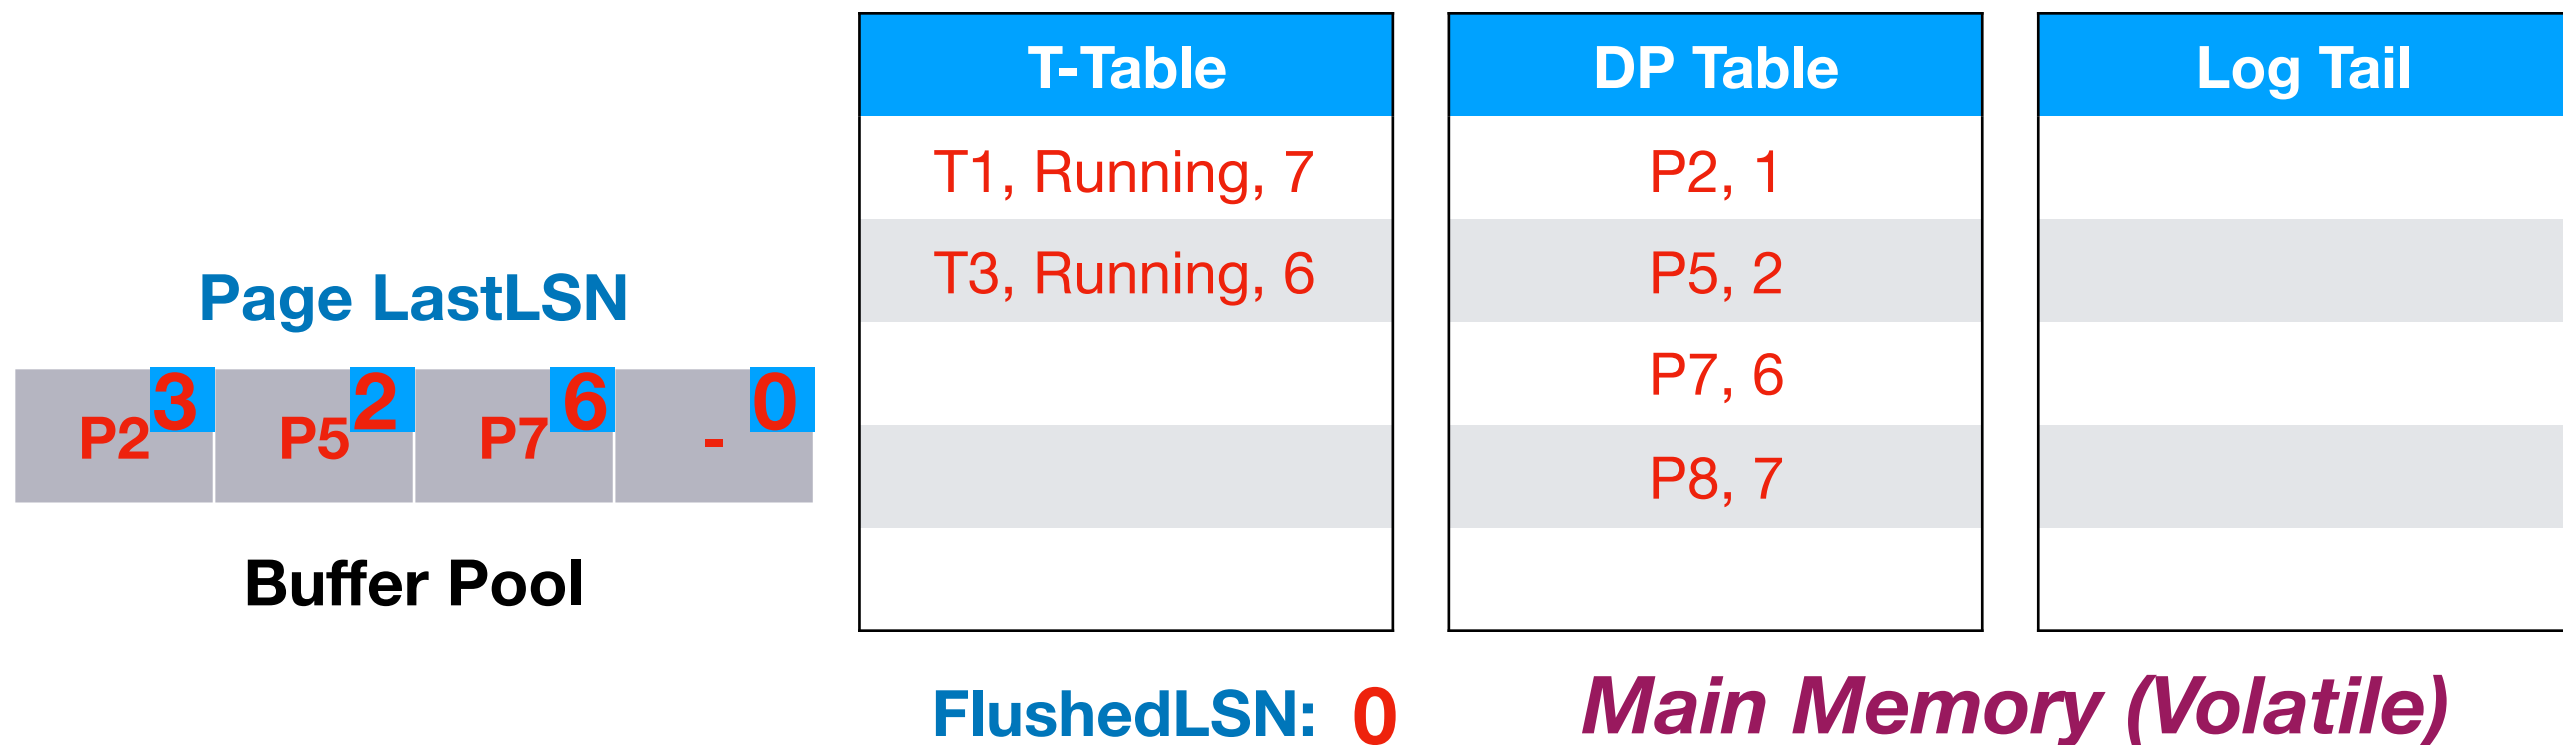 T-Table
T1, Running, 7
T3, Running, 6
DP Table
P2, 1
P5, 2
P7, 6
P8, 7
Log Tail
Page LastLSN
P2 3 P5 2 P7 6 - 0
Buffer Pool
FlushedLSN: 0
Main Memory (Volatile)